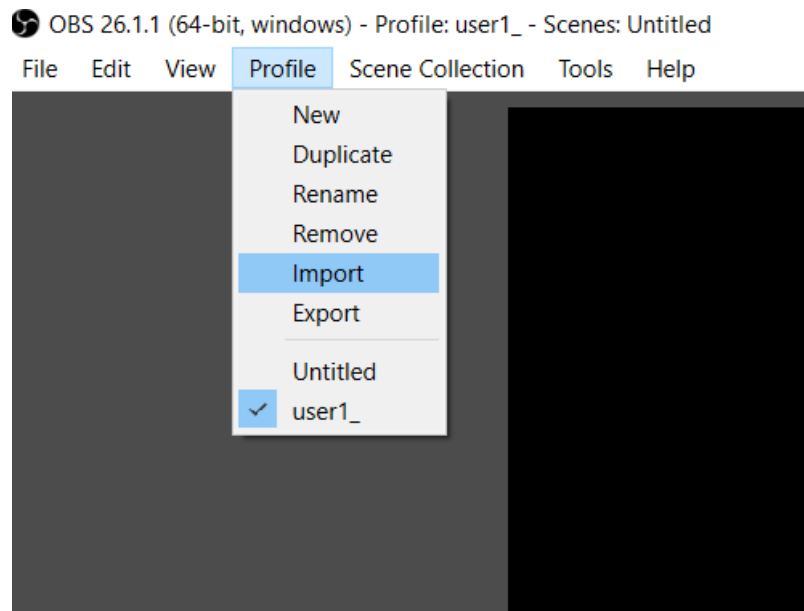 OBS 26.1.1 (64-bit, windows) - Profile: user1_ - Scenes: Untitled
File Edit View Profile Scene Collection Tools Help
New
Duplicate
Rename
Remove
Import
Export
Untitled
user1_